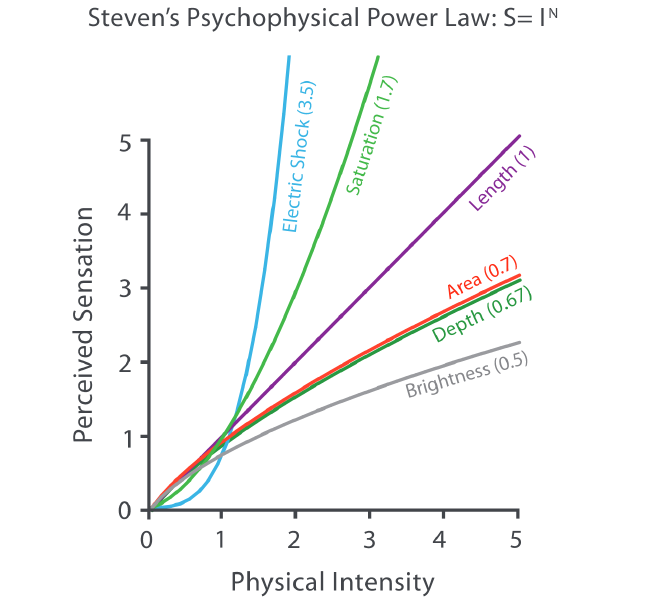 Steven's Psychophysical Power Law: S= Iᴺ
Electric Shock (3.5)
Saturation (1.7)
Length (1)
Area (0.7)
Depth (0.67)
Brightness (0.5)
Perceived Sensation
5
4
3
2
1
0
0 1 2 3 4 5
Physical Intensity